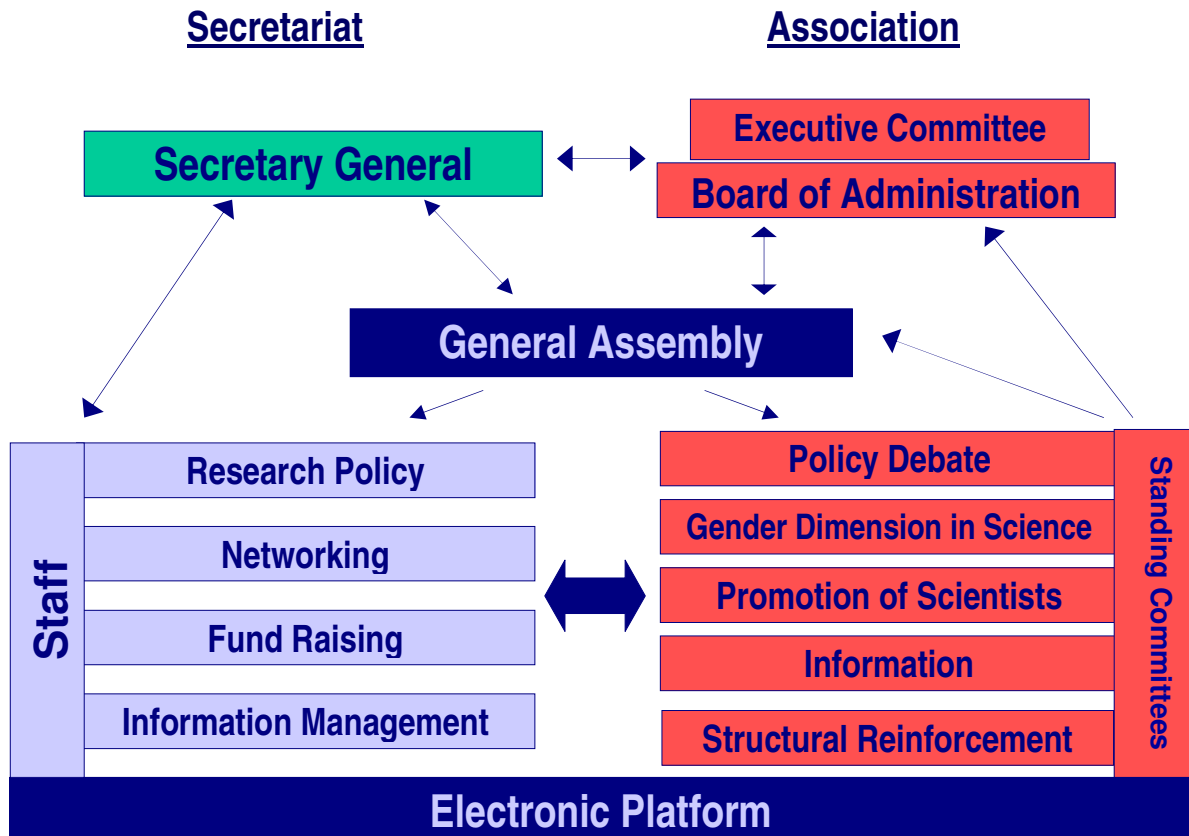 Secretariat
Association
Executive Committee
Secretary General
Board of Administration
General Assembly
Staff
Research Policy
Networking
Fund Raising
Information Management
Policy Debate
Gender Dimension in Science
Promotion of Scientists
Information
Structural Reinforcement
Standing Committees
Electronic Platform